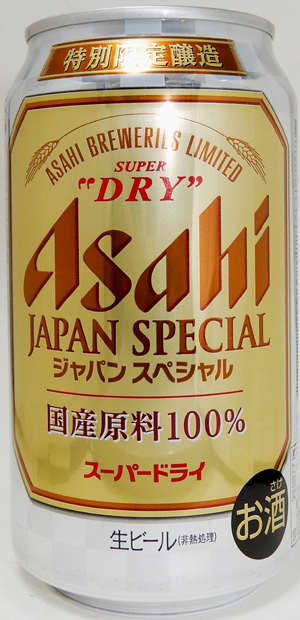 特別限定醸造
ASAHI BREWERIES LIMITED
SUPER
"DRY"
Asahi
JAPAN SPECIAL
ジャパン スペシャル
国産原料100%
スーパードライ
さけ
お酒
生ビール(非熱処理)